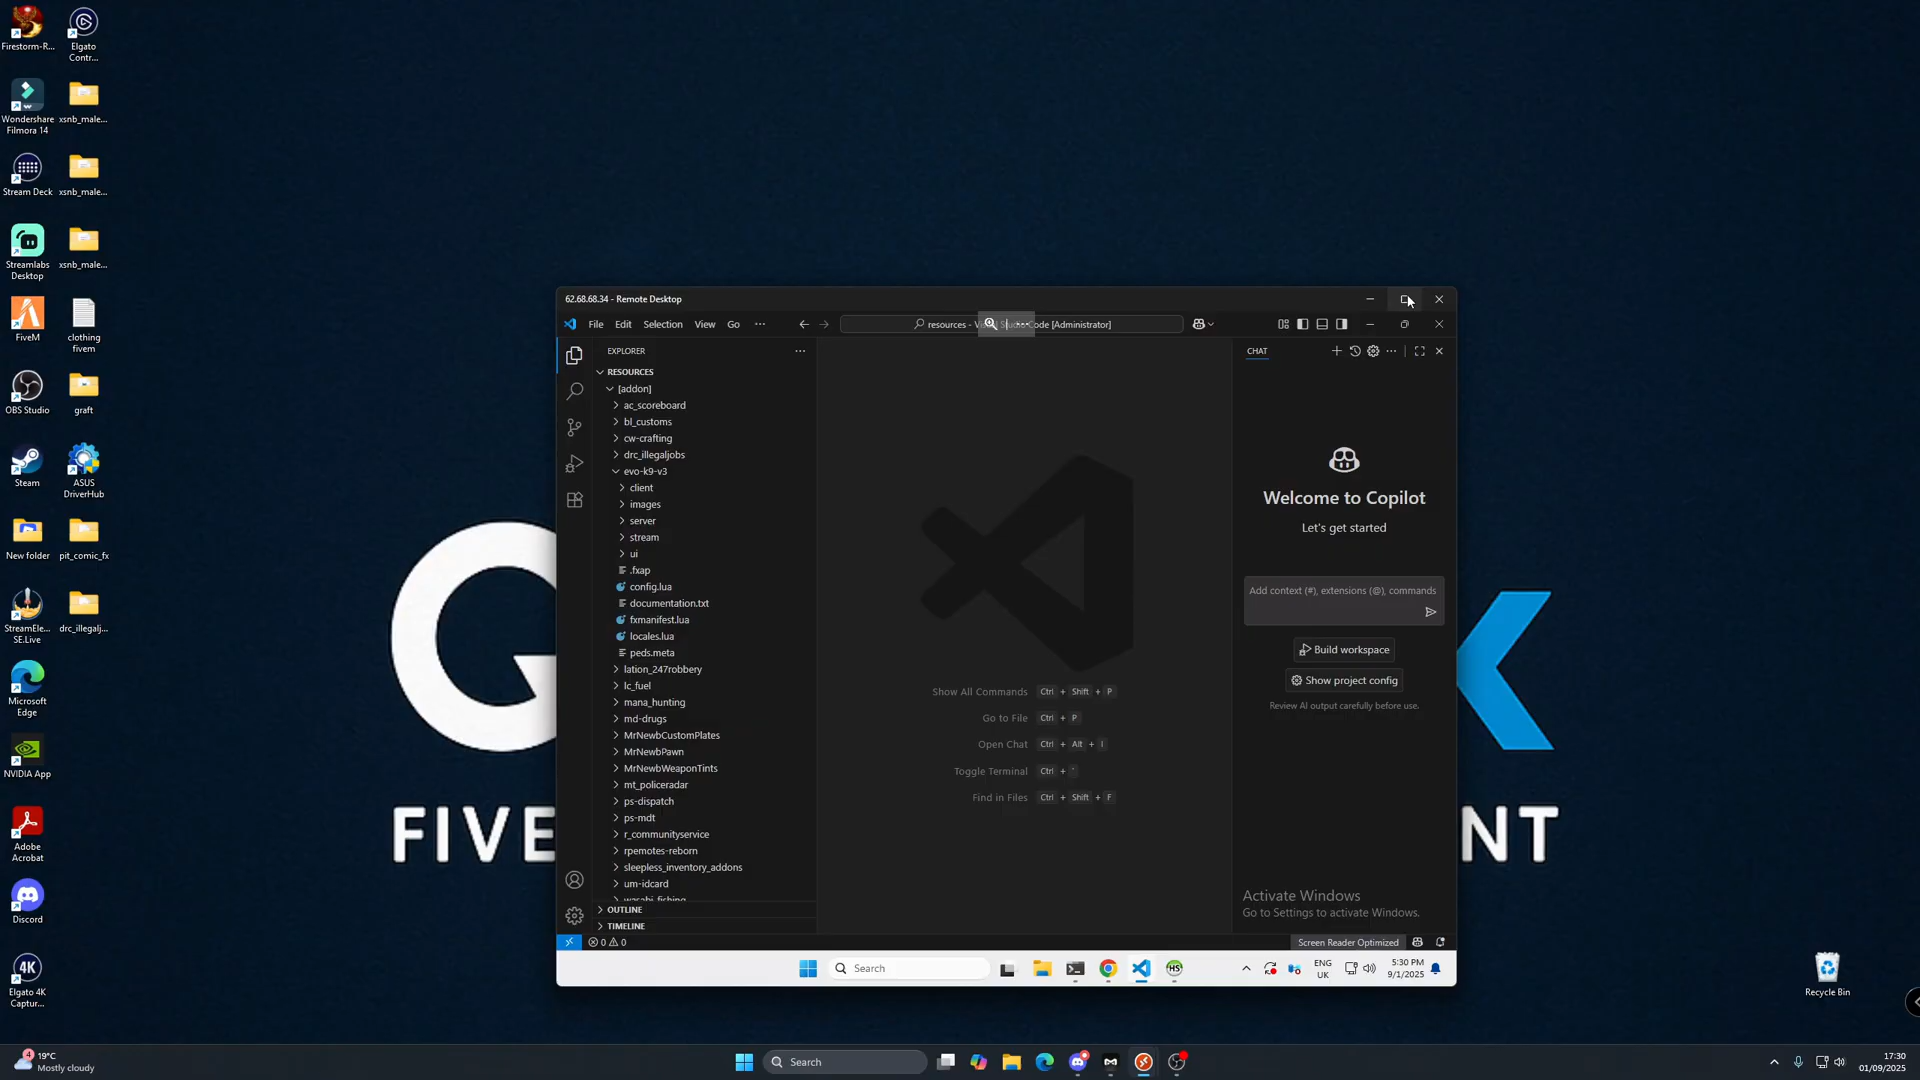 Firestorm-R...
Elgato
Contr...
Wondershare
Filmora 14
xsnb_male...
Stream Deck
xsnb_male...
Streamlabs
Desktop
xsnb_male...
FiveM
clothing
fivem
OBS Studio
graft
Steam
ASUS
DriverHub
New folder
pit_comic_fx
StreamEle...
SE.Live
drc_illegalj...
Microsoft
Edge
NVIDIA App
Adobe
Acrobat
Discord
4K
Elgato 4K
Captur...
62.68.68.34 - Remote Desktop
File Edit Selection View Go
resources - Visual Studio Code [Administrator]
EXPLORER
RESOURCES
[addon]
ac_scoreboard
bl_customs
cw-crafting
drc_illegaljobs
evo-k9-v3
client
images
server
stream
ui
.fxap
config.lua
documentation.txt
fxmanifest.lua
locales.lua
peds.meta
lation_247robbery
lc_fuel
mana_hunting
md-drugs
MrNewbCustomPlates
MrNewbPawn
MrNewbWeaponTints
mt_policeradar
ps-dispatch
ps-mdt
r_communityservice
rpemotes-reborn
sleepless_inventory_addons
um-idcard
wasabi_fishing
OUTLINE
TIMELINE
0 0
Show All Commands Ctrl + Shift + P
Go to File Ctrl + P
Open Chat Ctrl + Alt + I
Toggle Terminal Ctrl + `
Find in Files Ctrl + Shift + F
CHAT
Welcome to Copilot
Let's get started
Add context (#), extensions (@), commands
Build workspace
Show project config
Review AI output carefully before use.
Activate Windows
Go to Settings to activate Windows.
Screen Reader Optimized
Search
HS
ENG
UK
5:30 PM
9/1/2025
FIVE
NT
Recycle Bin
4
19°C
Mostly cloudy
Search
17:30
01/09/2025